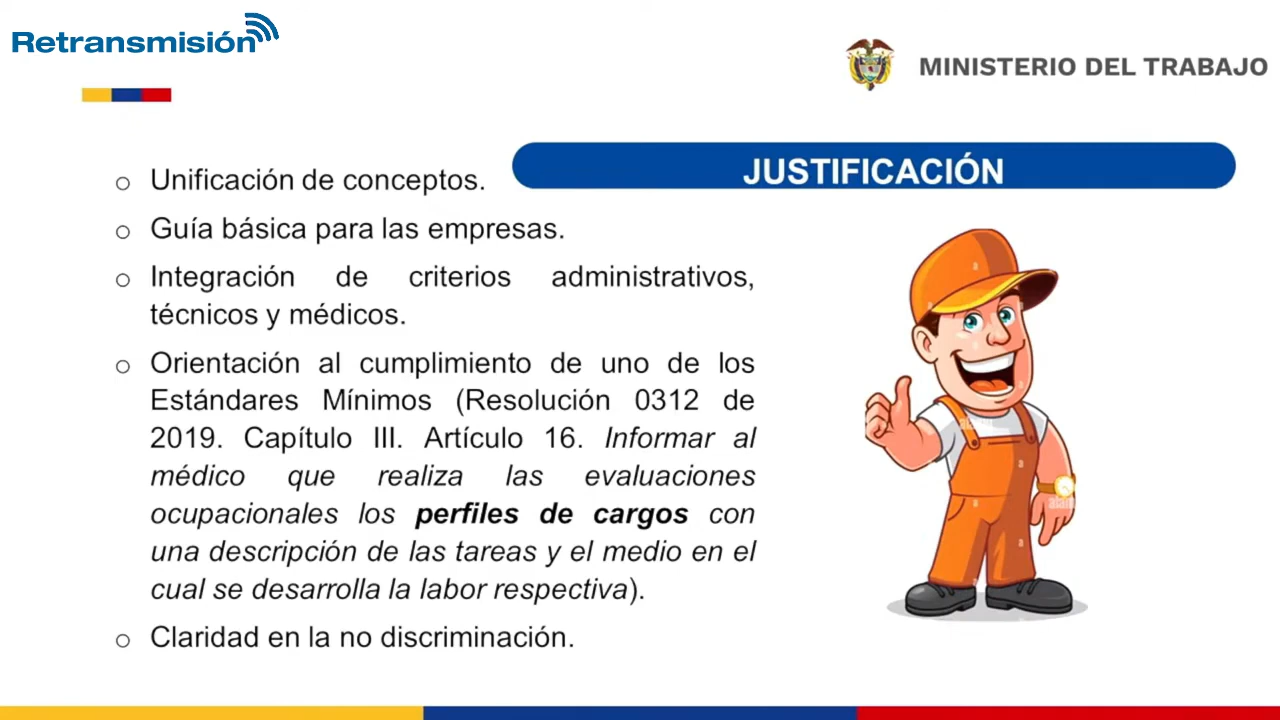 Retransmisión
MINISTERIO DEL TRABAJO
JUSTIFICACIÓN
o Unificación de conceptos.
o Guía básica para las empresas.
o Integración de criterios administrativos,
técnicos y médicos.
o Orientación al cumplimiento de uno de los
Estándares Mínimos (Resolución 0312 de
2019. Capítulo III. Artículo 16. Informar al
médico que realiza las evaluaciones
ocupacionales los perfiles de cargos con
una descripción de las tareas y el medio en el
cual se desarrolla la labor respectiva).
o Claridad en la no discriminación.